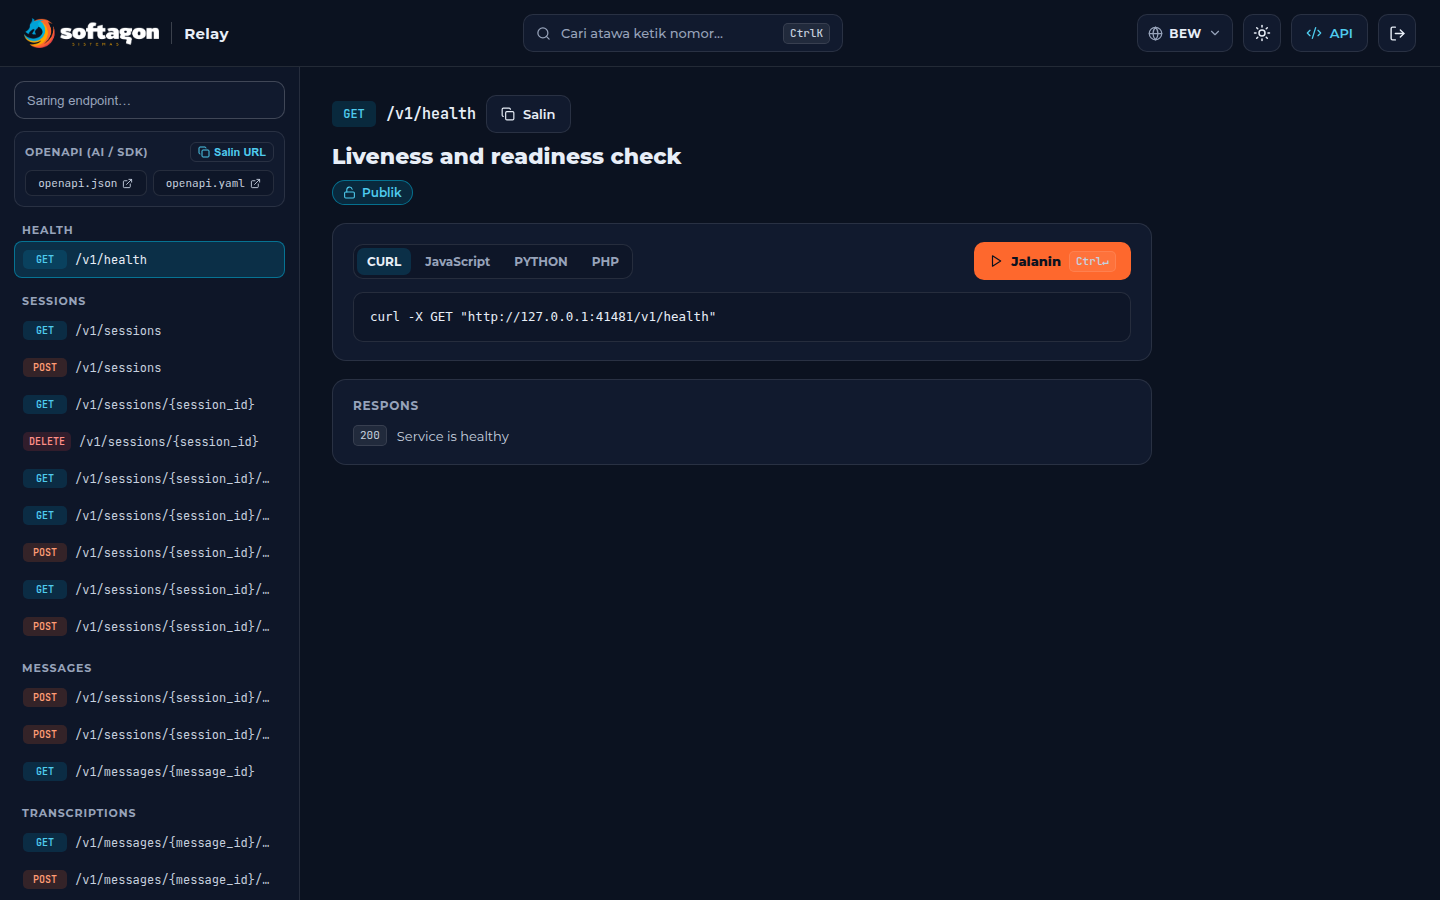 softagon
SISTEMAS
Relay
Cari atawa ketik nomor...
CtrlK
BEW
API
Saring endpoint...
OPENAPI (AI / SDK)
Salin URL
openapi.json
openapi.yaml
HEALTH
GET /v1/health
SESSIONS
GET /v1/sessions
POST /v1/sessions
GET /v1/sessions/{session_id}
DELETE /v1/sessions/{session_id}
GET /v1/sessions/{session_id}/…
GET /v1/sessions/{session_id}/…
POST /v1/sessions/{session_id}/…
GET /v1/sessions/{session_id}/…
POST /v1/sessions/{session_id}/…
MESSAGES
POST /v1/sessions/{session_id}/…
POST /v1/sessions/{session_id}/…
GET /v1/messages/{message_id}
TRANSCRIPTIONS
GET /v1/messages/{message_id}/…
POST /v1/messages/{message_id}/…
GET /v1/health
Salin
Liveness and readiness check
Publik
CURL JavaScript PYTHON PHP
Jalanin Ctrl↵
curl -X GET "http://127.0.0.1:41481/v1/health"
RESPONS
200 Service is healthy